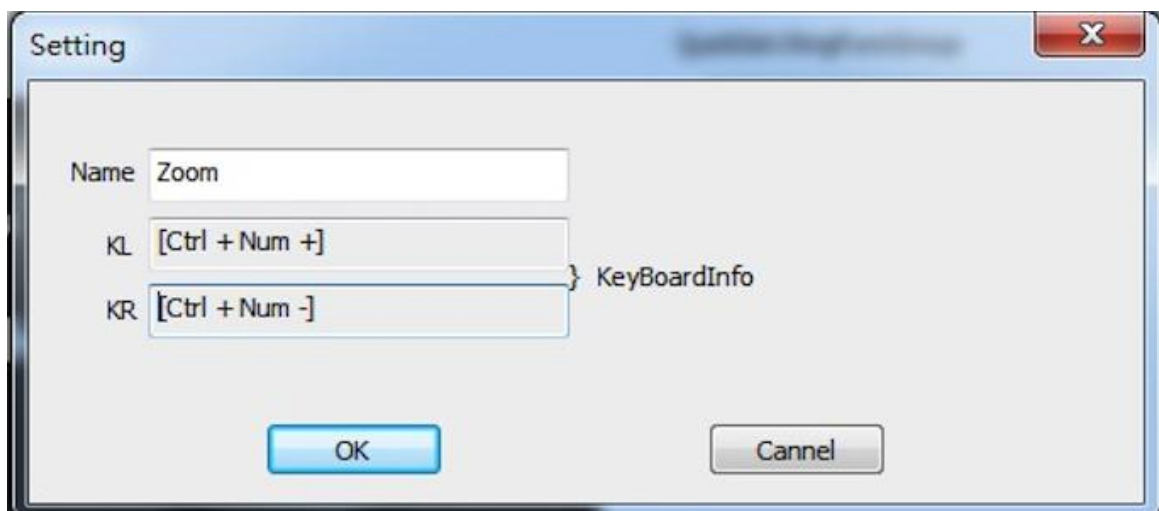 Setting
Name Zoom
KL [Ctrl + Num +]
} KeyBoardInfo
KR [Ctrl + Num -]
OK Cannel